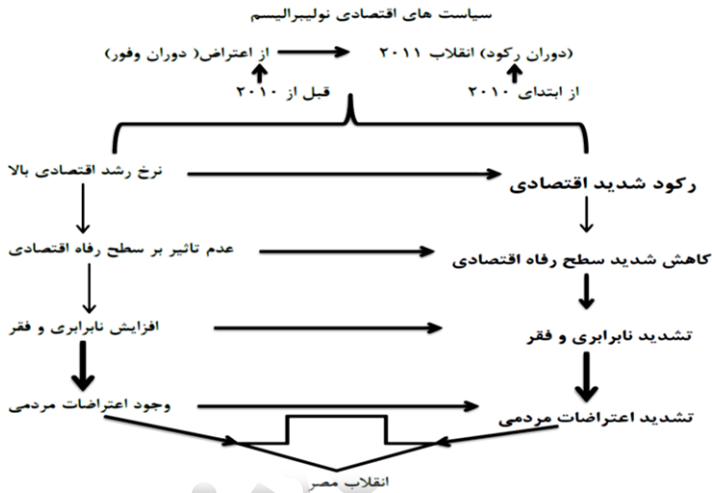 سیاست های اقتصادی نولیبرالیسم
از اعتراض( دوران وفور)
(دوران رکود) انقلاب ۲۰۱۱
قبل از ۲۰۱۰
از ابتدای ۲۰۱۰
نرخ رشد اقتصادی بالا
رکود شدید اقتصادی
عدم تاثیر بر سطح رفاه اقتصادی
کاهش شدید سطح رفاه اقتصادی
افزایش نابرابری و فقر
تشدید نابرابری و فقر
وجود اعتراضات مردمی
تشدید اعتراضات مردمی
انقلاب مصر